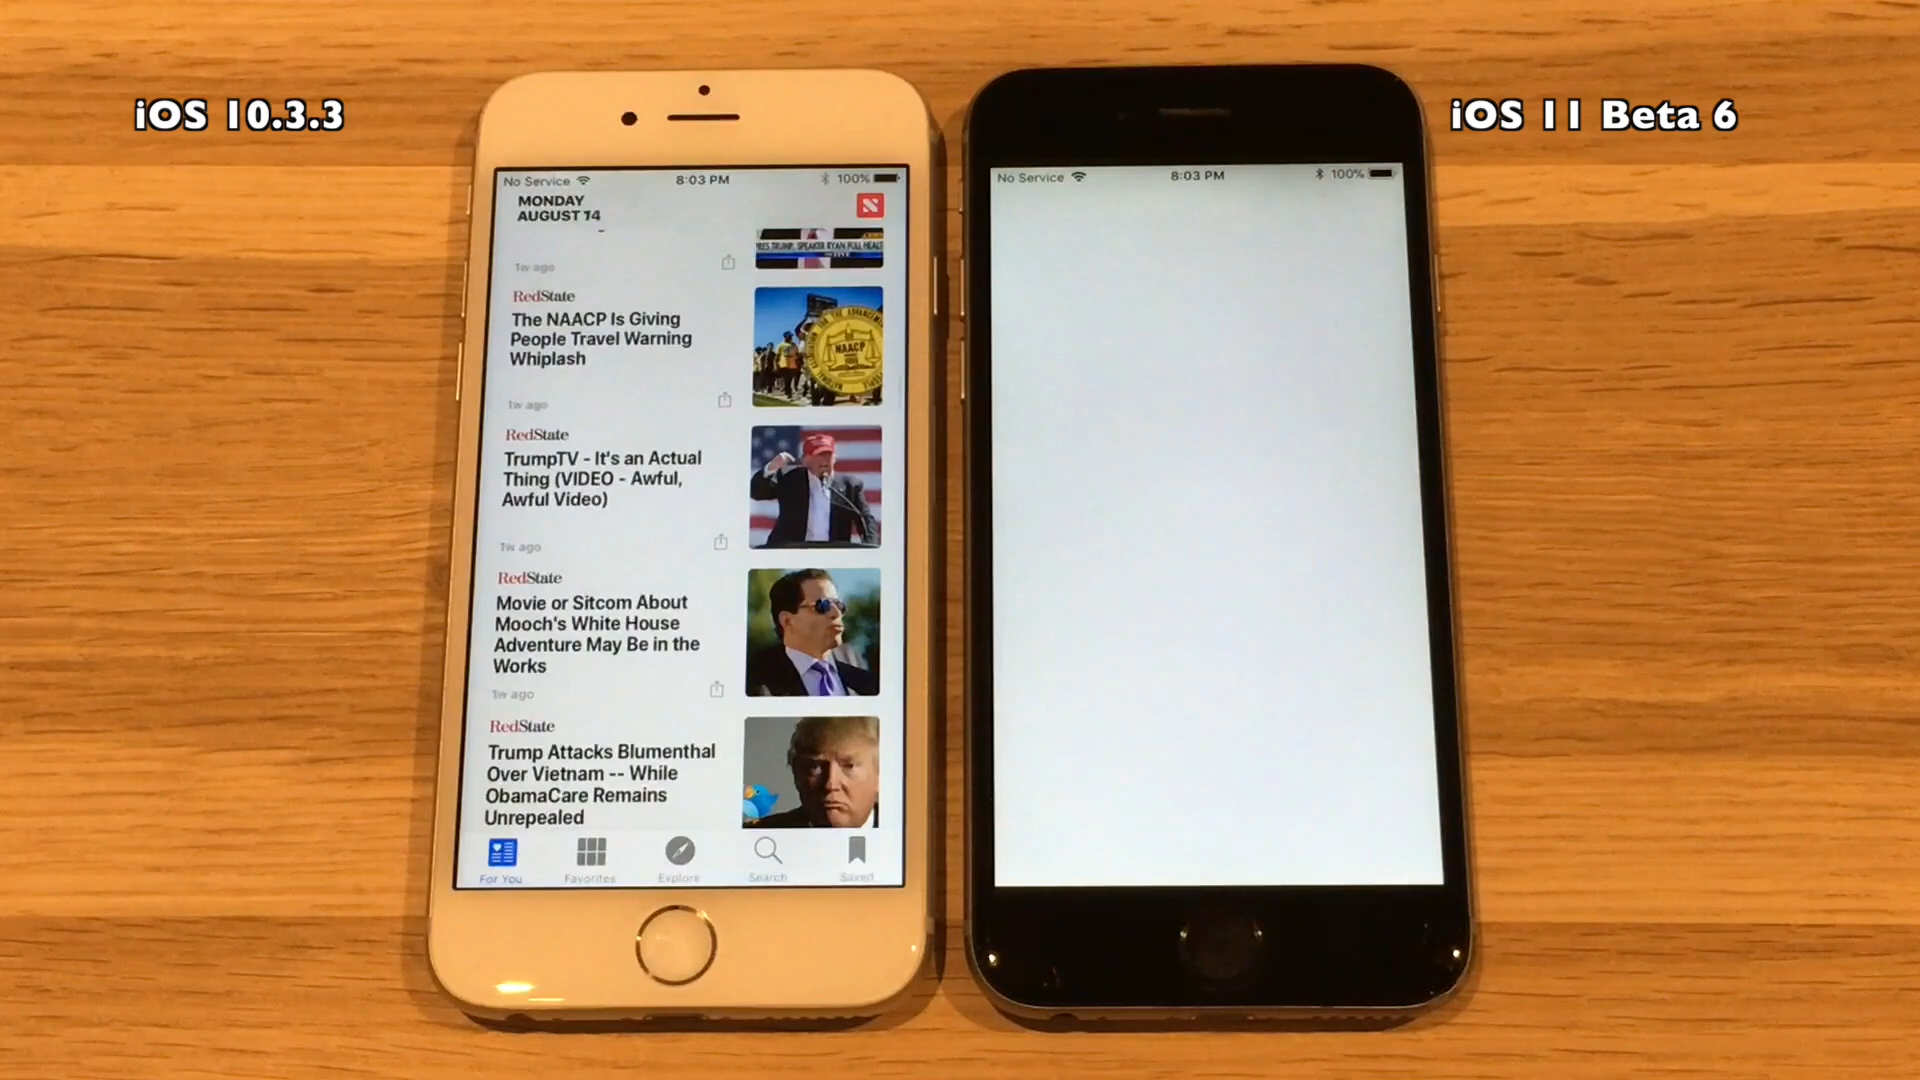 iOS 10.3.3
iOS 11 Beta 6
No Service
8:03 PM
100%
MONDAY
AUGUST 14
1w ago
RedState
The NAACP Is Giving
People Travel Warning
Whiplash
NAACP
1w ago
RedState
TrumpTV - It's an Actual
Thing (VIDEO - Awful,
Awful Video)
1w ago
RedState
Movie or Sitcom About
Mooch's White House
Adventure May Be in the
Works
1w ago
RedState
Trump Attacks Blumenthal
Over Vietnam -- While
ObamaCare Remains
Unrepealed
For You
Favorites
Explore
Search
Saved
No Service
8:03 PM
100%